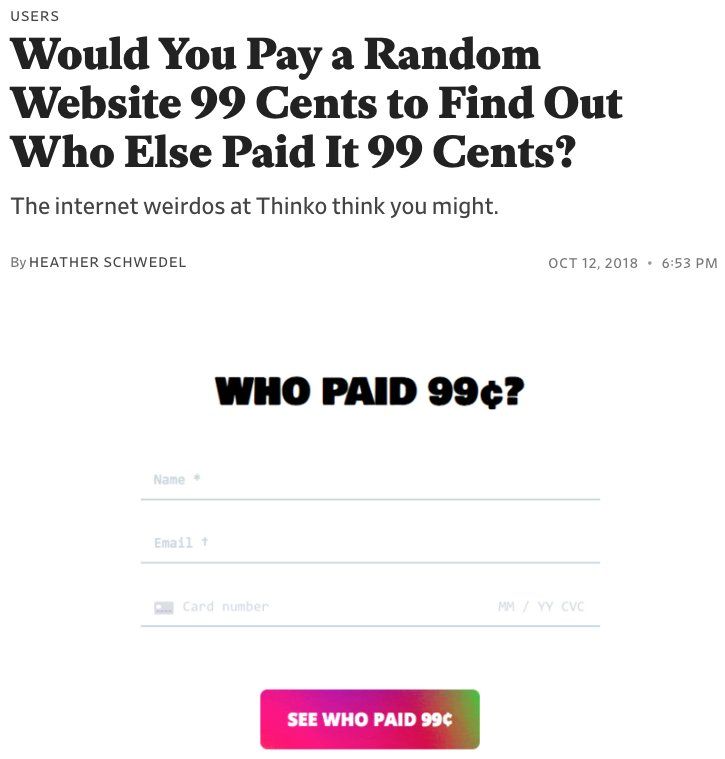 USERS
Would You Pay a Random
Website 99 Cents to Find Out
Who Else Paid It 99 Cents?
The internet weirdos at Thinko think you might.
By HEATHER SCHWEDEL
OCT 12, 2018 • 6:53 PM
WHO PAID 99¢?
Name *
Email †
Card number MM / YY CVC
SEE WHO PAID 99¢